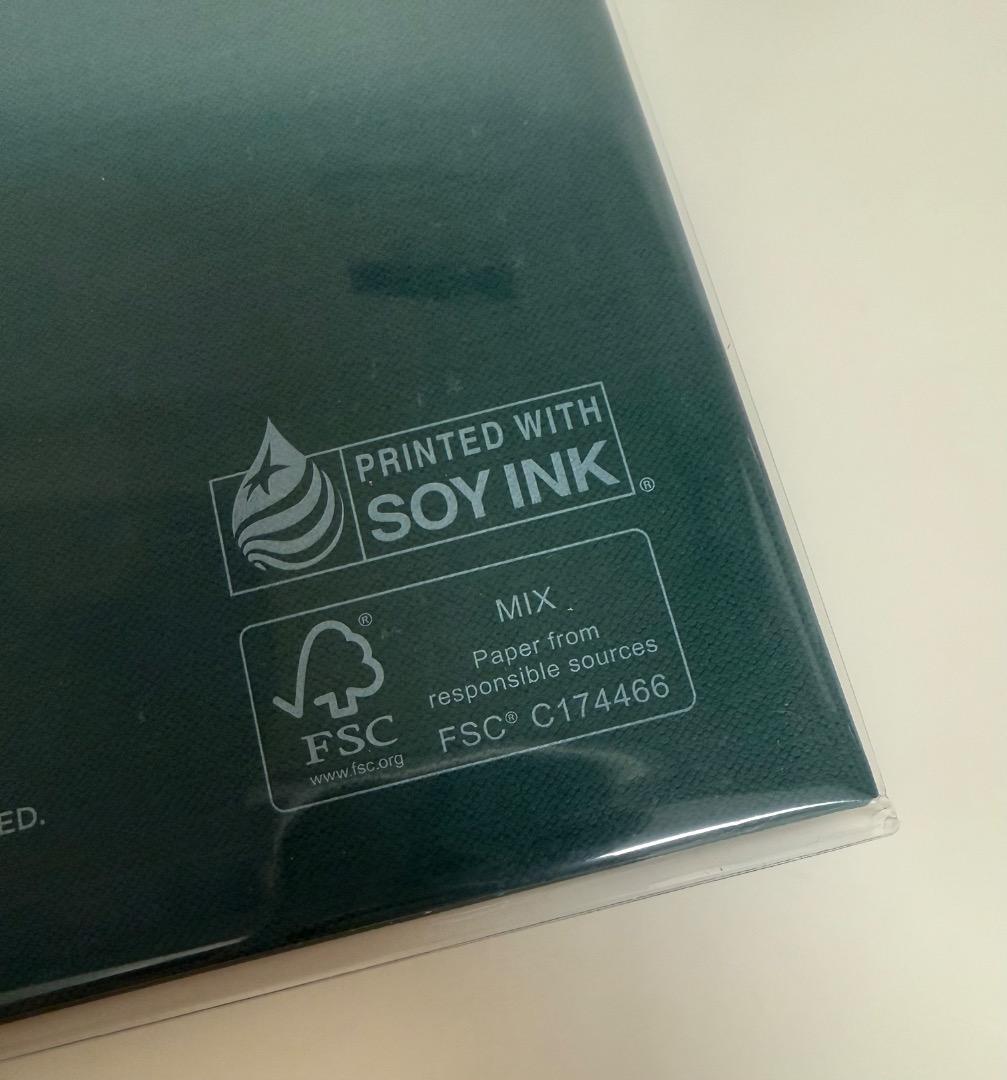 PRINTED WITH
SOY INK
®
®
FSC
www.fsc.org
MIX
Paper from
responsible sources
FSC® C174466
ED.